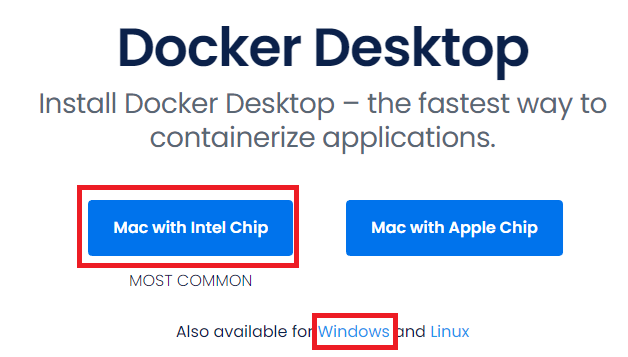 Docker Desktop
Install Docker Desktop – the fastest way to
containerize applications.
Mac with Intel Chip
Mac with Apple Chip
MOST COMMON
Also available for Windows and Linux